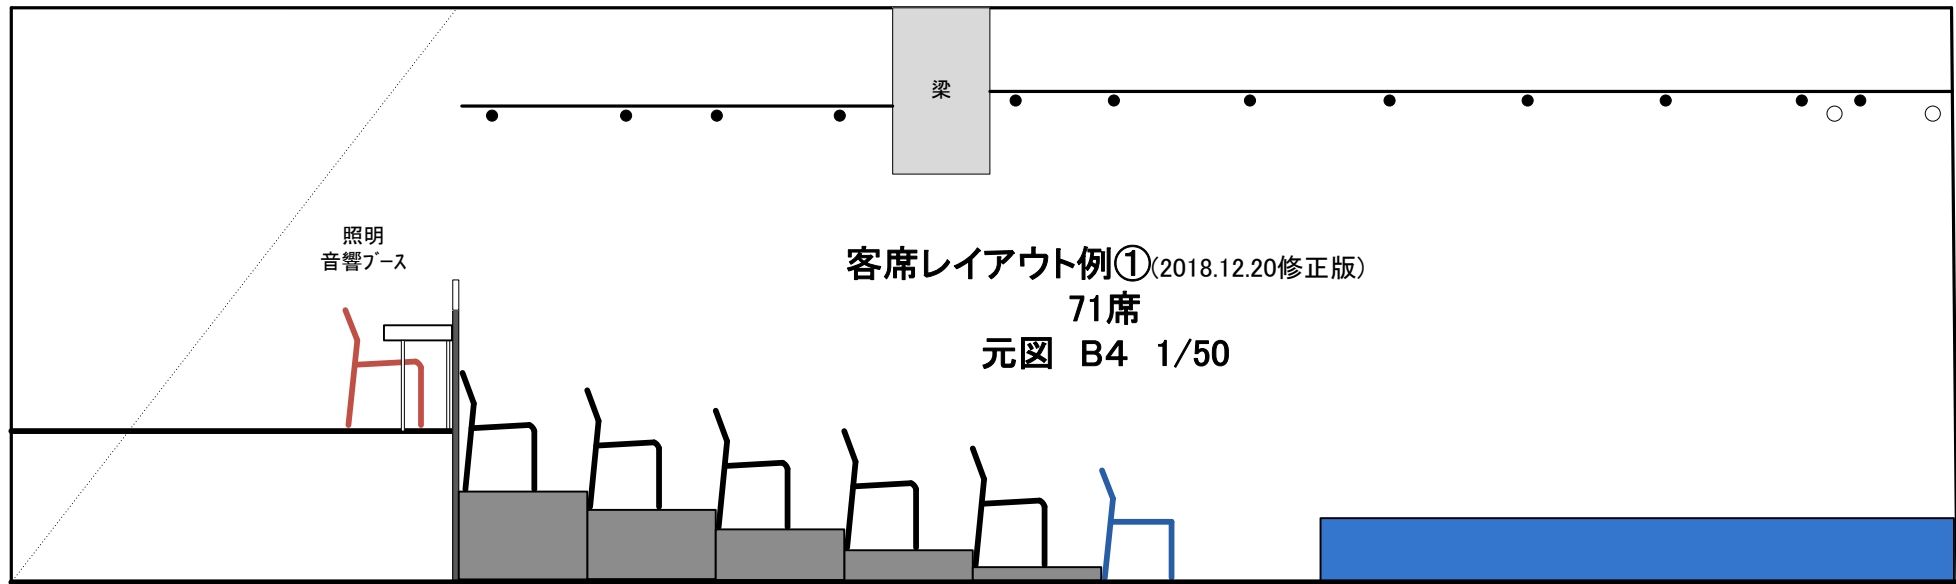 梁
照明
音響ブース
客席レイアウト例①(2018.12.20修正版)
71席
元図 B4 1/50